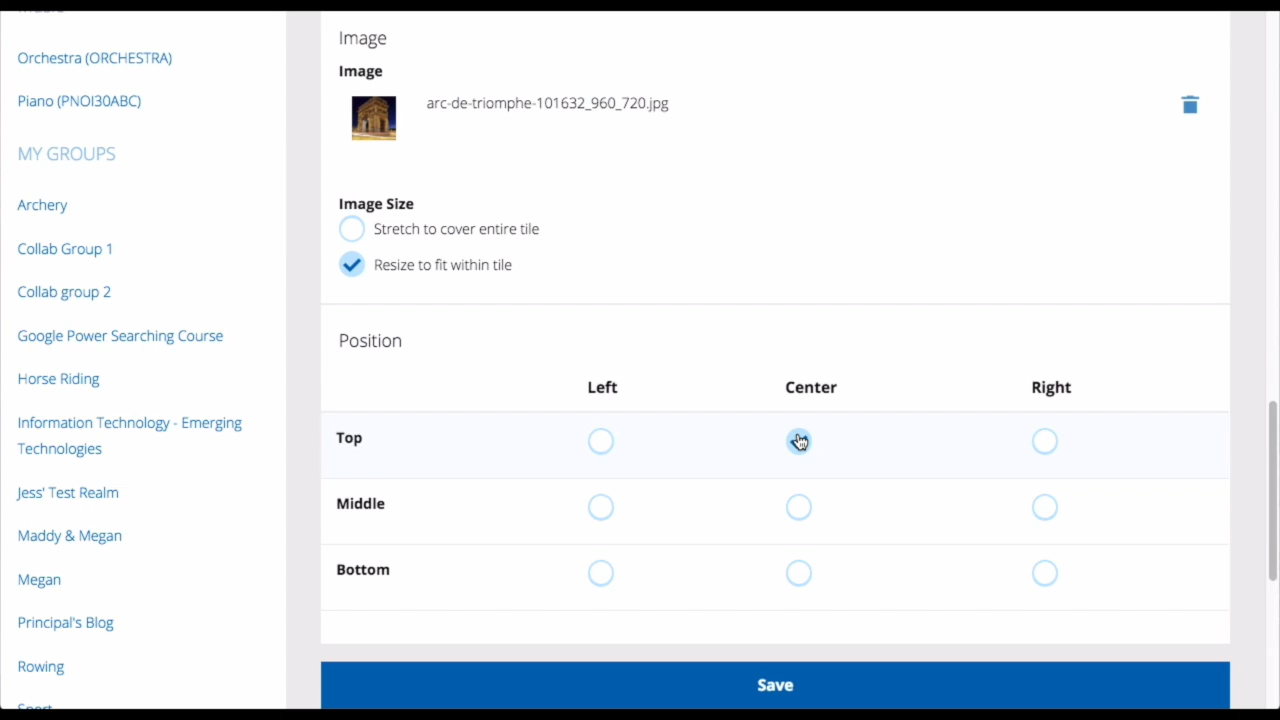 Orchestra (ORCHESTRA)
Piano (PNOI30ABC)
MY GROUPS
Archery
Collab Group 1
Collab group 2
Google Power Searching Course
Horse Riding
Information Technology - Emerging
Technologies
Jess' Test Realm
Maddy & Megan
Megan
Principal's Blog
Rowing
Image
Image
arc-de-triomphe-101632_960_720.jpg
Image Size
Stretch to cover entire tile
Resize to fit within tile
Position
Left Center Right
Top
Middle
Bottom
Save